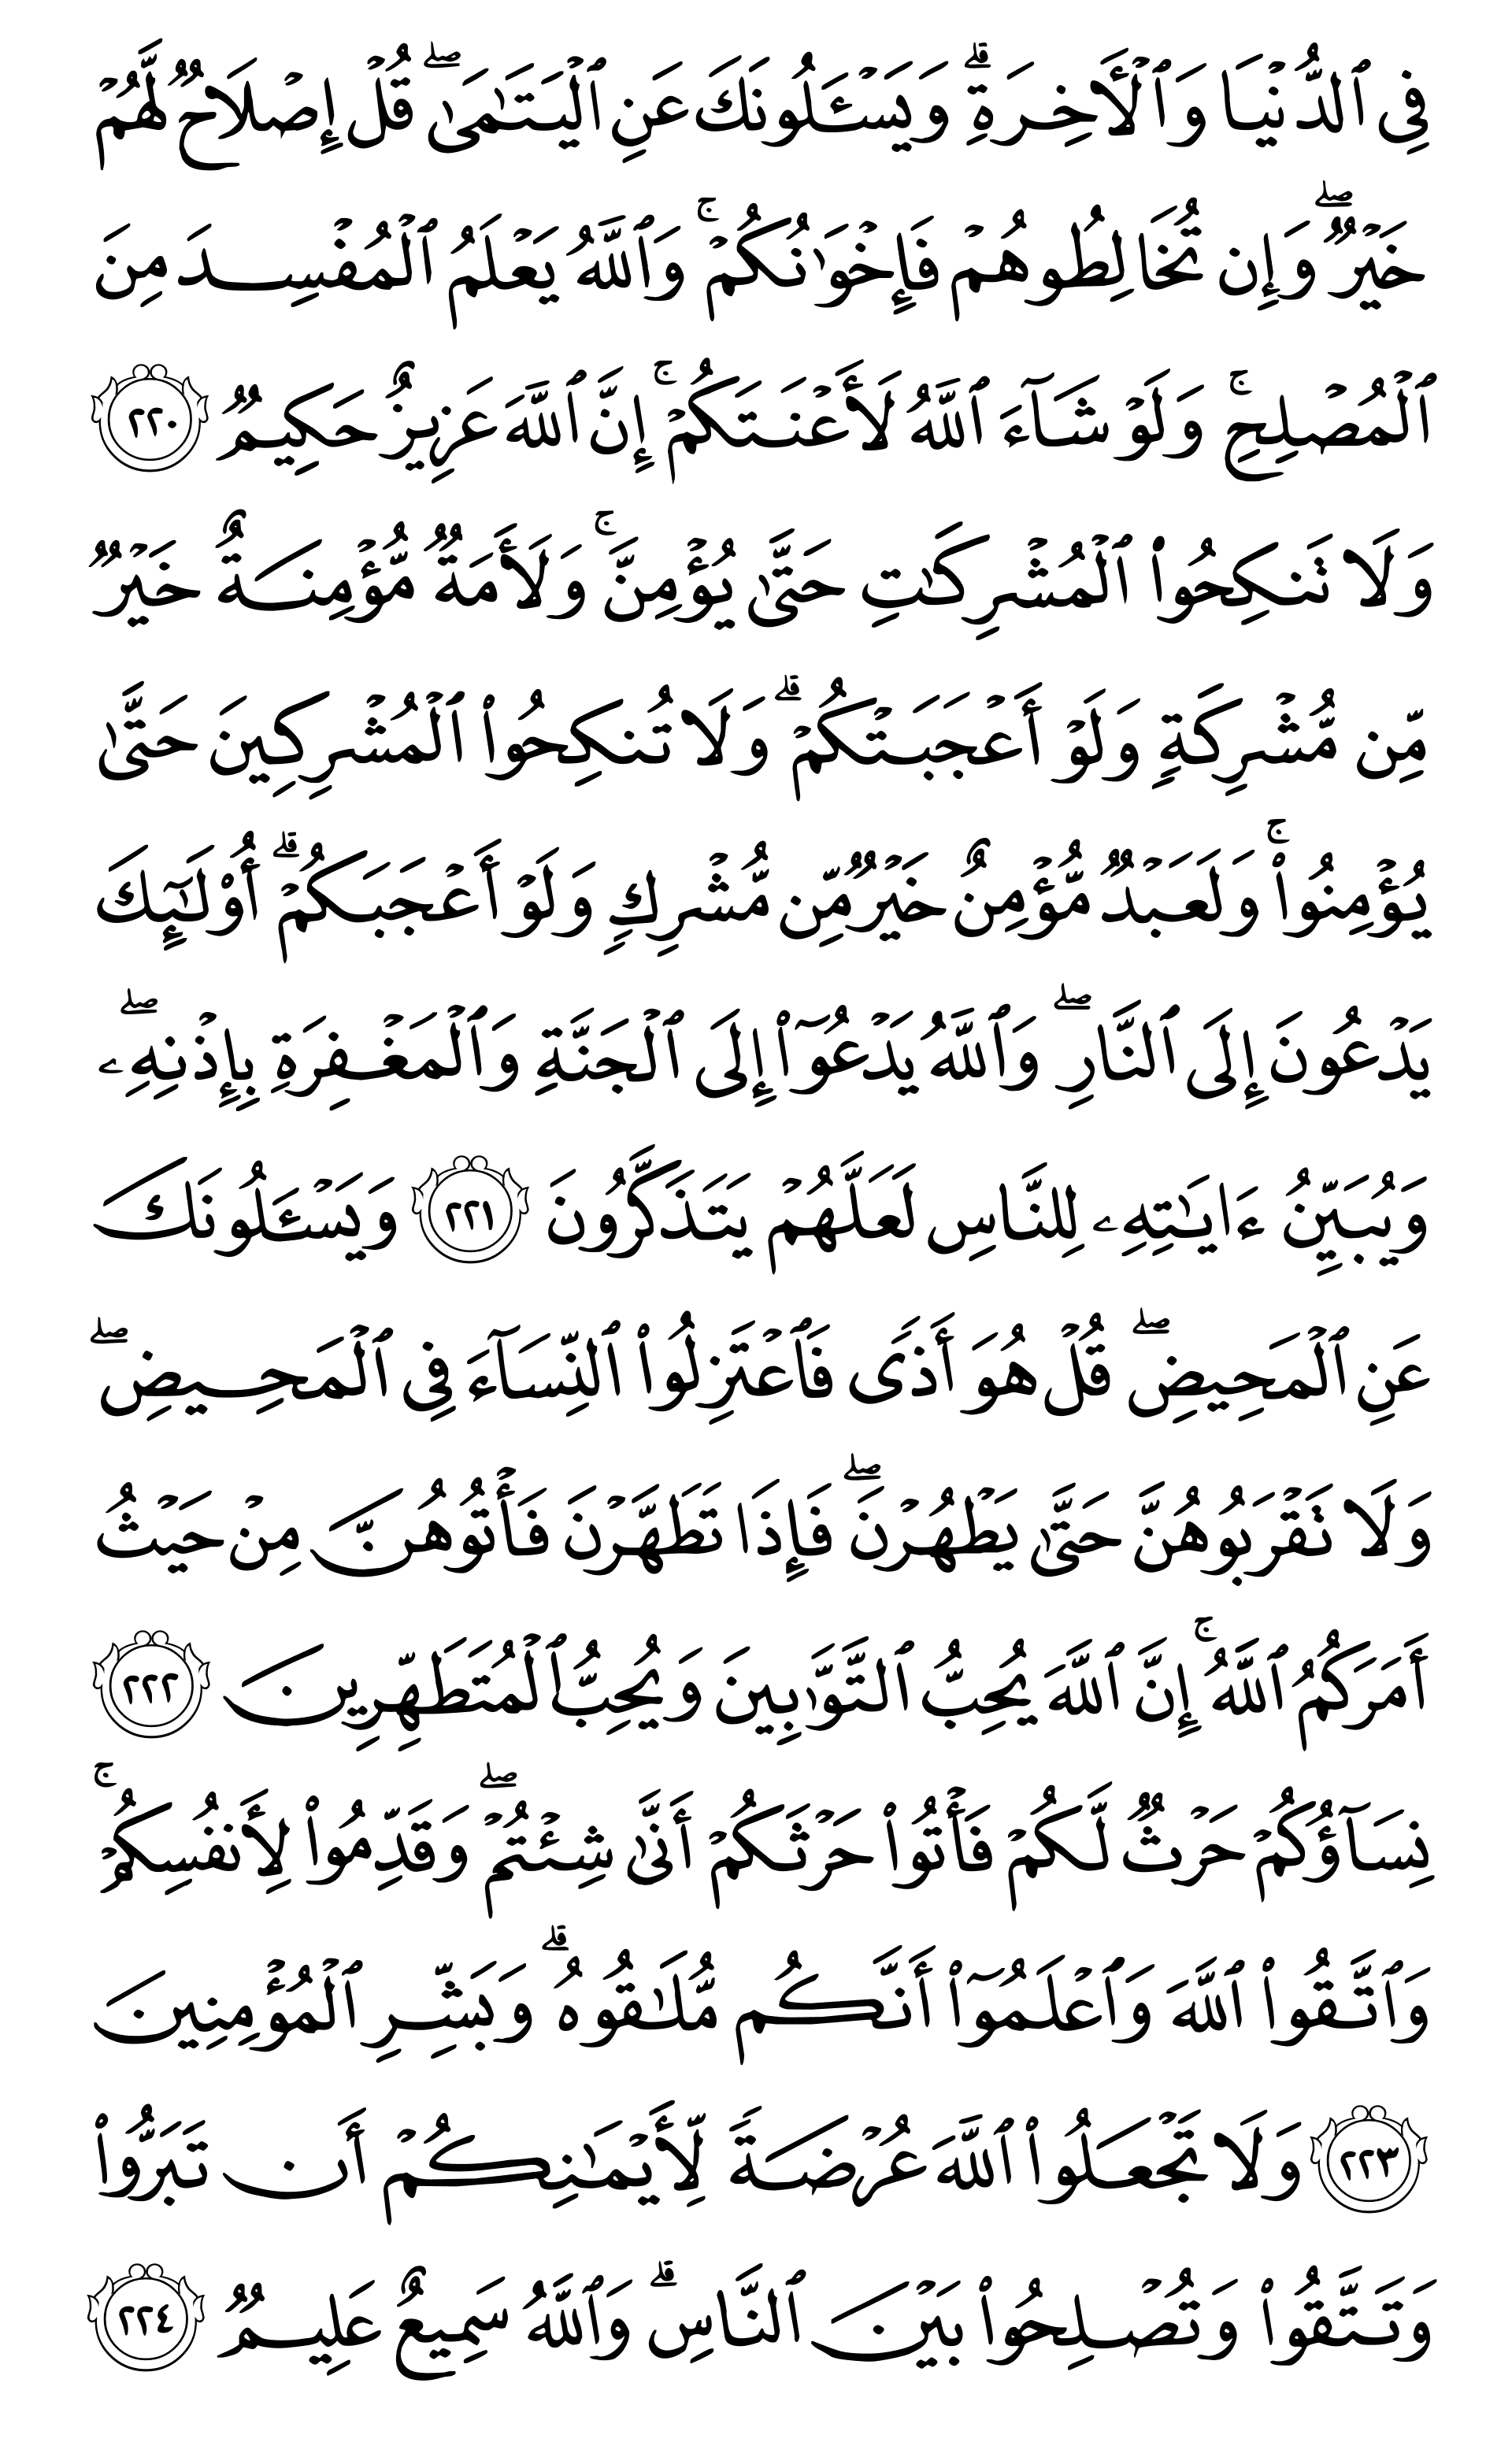 فِي ٱلدُّنۡيَا وَٱلۡأٓخِرَةِۗ وَيَسۡـَٔلُونَكَ عَنِ ٱلۡيَتَٰمَىٰۖ قُلۡ إِصۡلَاحٞ لَّهُمۡ
خَيۡرٞۖ وَإِن تُخَالِطُوهُمۡ فَإِخۡوَٰنُكُمۡۚ وَٱللَّهُ يَعۡلَمُ ٱلۡمُفۡسِدَ مِنَ
ٱلۡمُصۡلِحِۚ وَلَوۡ شَآءَ ٱللَّهُ لَأَعۡنَتَكُمۡۚ إِنَّ ٱللَّهَ عَزِيزٌ حَكِيمٞ ٢٢٠
وَلَا تَنكِحُواْ ٱلۡمُشۡرِكَٰتِ حَتَّىٰ يُؤۡمِنَّۚ وَلَأَمَةٞ مُّؤۡمِنَةٌ خَيۡرٞ
مِّن مُّشۡرِكَةٖ وَلَوۡ أَعۡجَبَتۡكُمۡۗ وَلَا تُنكِحُواْ ٱلۡمُشۡرِكِينَ حَتَّىٰ
يُؤۡمِنُواْۚ وَلَعَبۡدٞ مُّؤۡمِنٌ خَيۡرٞ مِّن مُّشۡرِكٖ وَلَوۡ أَعۡجَبَكُمۡۗ أُوْلَٰٓئِكَ
يَدۡعُونَ إِلَى ٱلنَّارِۖ وَٱللَّهُ يَدۡعُوٓاْ إِلَى ٱلۡجَنَّةِ وَٱلۡمَغۡفِرَةِ بِإِذۡنِهِۦۖ
وَيُبَيِّنُ ءَايَٰتِهِۦ لِلنَّاسِ لَعَلَّهُمۡ يَتَذَكَّرُونَ ٢٢١ وَيَسۡـَٔلُونَكَ
عَنِ ٱلۡمَحِيضِۖ قُلۡ هُوَ أَذٗى فَٱعۡتَزِلُواْ ٱلنِّسَآءَ فِي ٱلۡمَحِيضِۖ
وَلَا تَقۡرَبُوهُنَّ حَتَّىٰ يَطۡهُرۡنَۖ فَإِذَا تَطَهَّرۡنَ فَأۡتُوهُنَّ مِنۡ حَيۡثُ
أَمَرَكُمُ ٱللَّهُۚ إِنَّ ٱللَّهَ يُحِبُّ ٱلتَّوَّٰبِينَ وَيُحِبُّ ٱلۡمُتَطَهِّرِينَ ٢٢٢
نِسَآؤُكُمۡ حَرۡثٞ لَّكُمۡ فَأۡتُواْ حَرۡثَكُمۡ أَنَّىٰ شِئۡتُمۡۖ وَقَدِّمُواْ لِأَنفُسِكُمۡۚ
وَٱتَّقُواْ ٱللَّهَ وَٱعۡلَمُوٓاْ أَنَّكُم مُّلَٰقُوهُۗ وَبَشِّرِ ٱلۡمُؤۡمِنِينَ
٢٢٣ وَلَا تَجۡعَلُواْ ٱللَّهَ عُرۡضَةٗ لِّأَيۡمَٰنِكُمۡ أَن تَبَرُّواْ
وَتَتَّقُواْ وَتُصۡلِحُواْ بَيۡنَ ٱلنَّاسِۗ وَٱللَّهُ سَمِيعٌ عَلِيمٞ ٢٢٤